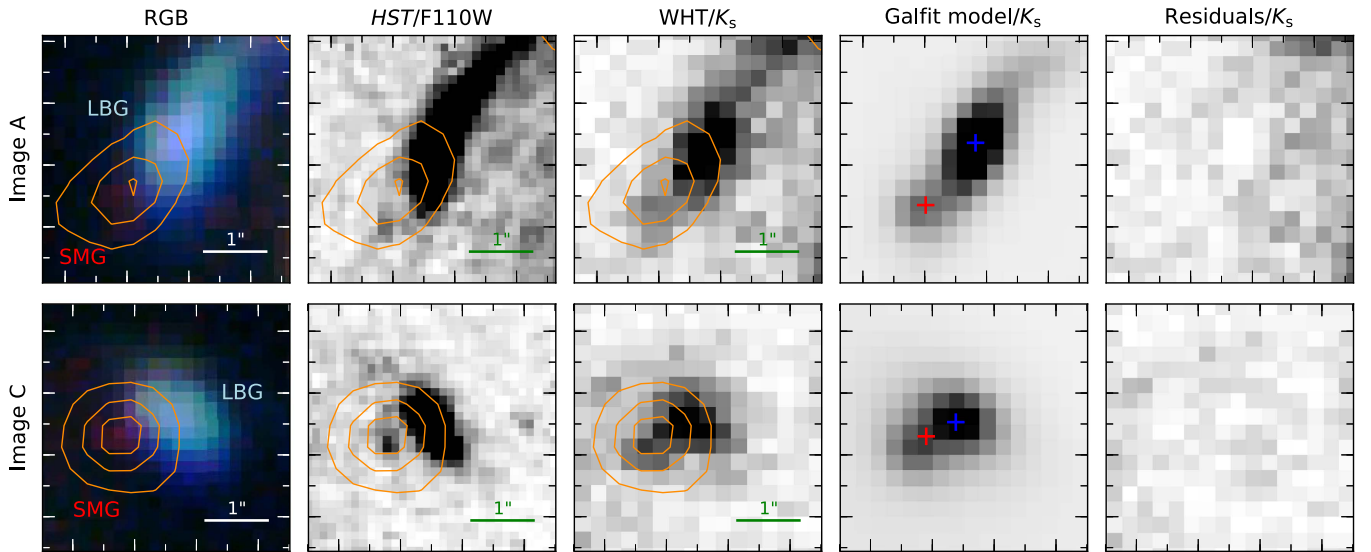 RGB
HST/F110W
WHT/Ks
Galfit model/Ks
Residuals/Ks
Image A
LBG
SMG
1"
1"
1"
Image C
LBG
SMG
1"
1"
1"